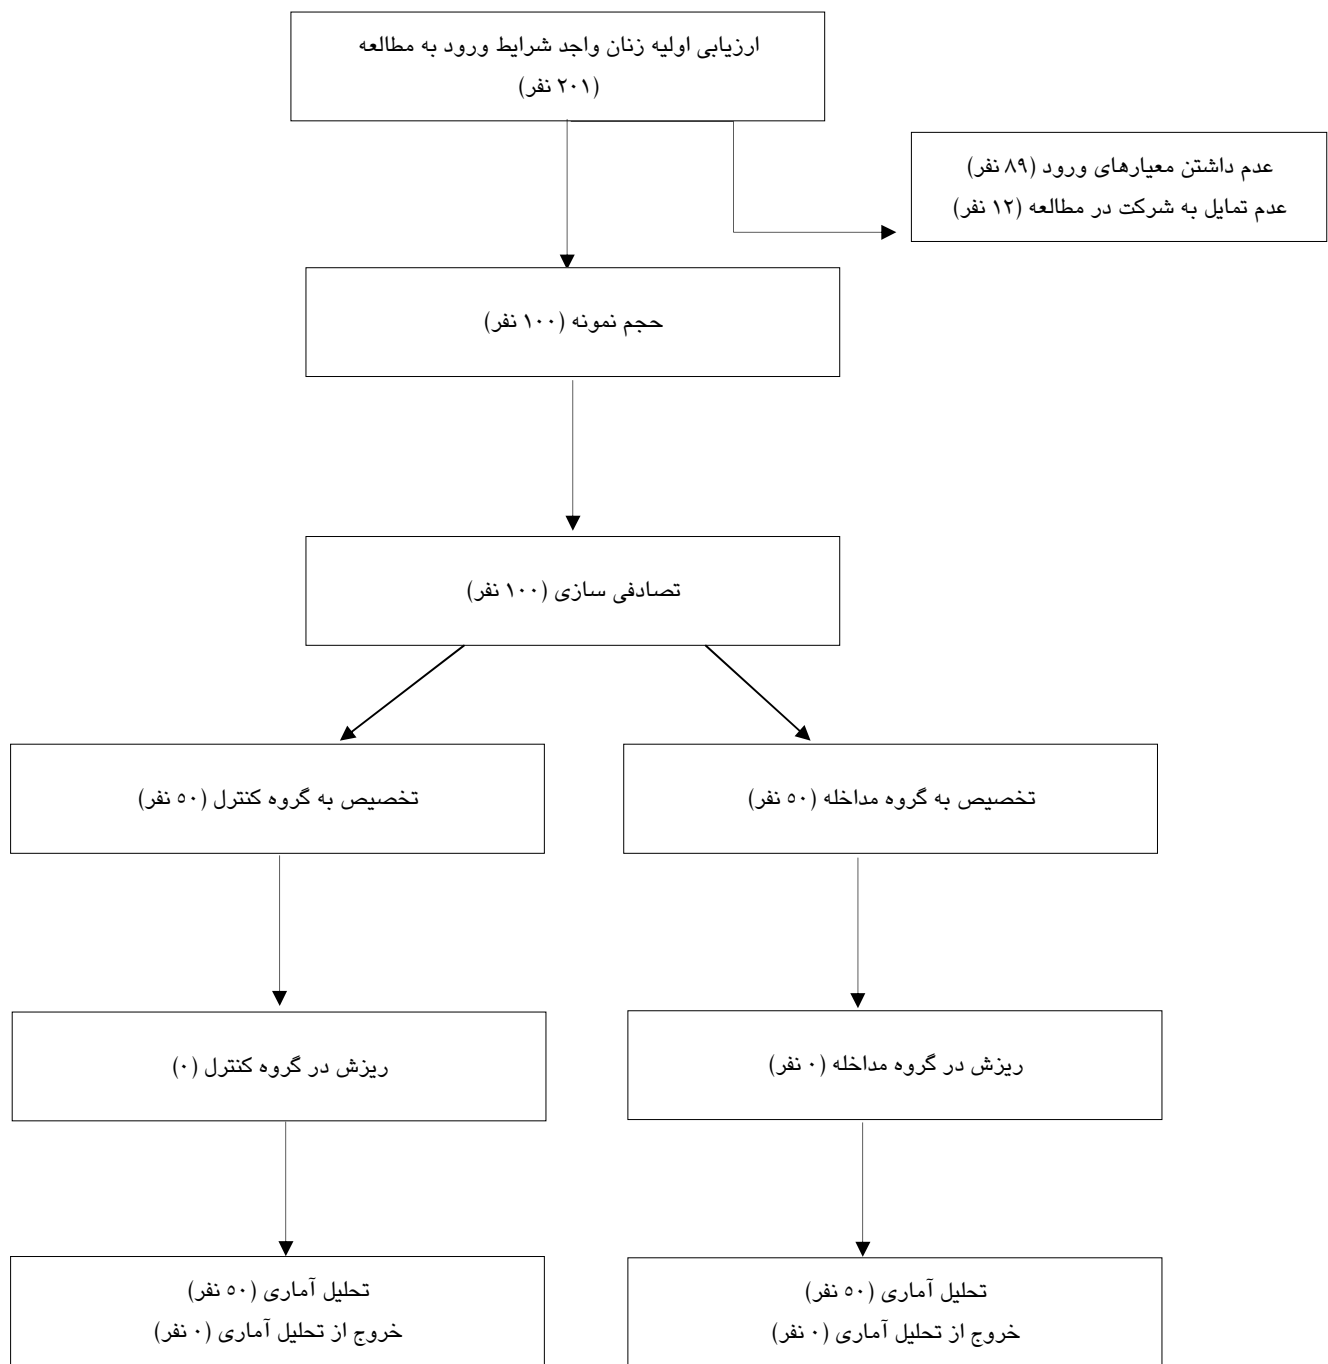 ارزیابی اولیه زنان واجد شرایط ورود به مطالعه
(۲۰۱ نفر)
عدم داشتن معیارهای ورود (۸۹ نفر)
عدم تمایل به شرکت در مطالعه (۱۲ نفر)
حجم نمونه (۱۰۰ نفر)
تصادفی سازی (۱۰۰ نفر)
تخصیص به گروه مداخله (۵۰ نفر)
تخصیص به گروه کنترل (۵۰ نفر)
ریزش در گروه مداخله (۰ نفر)
ریزش در گروه کنترل (۰)
تحلیل آماری (۵۰ نفر)
خروج از تحلیل آماری (۰ نفر)
تحلیل آماری (۵۰ نفر)
خروج از تحلیل آماری (۰ نفر)